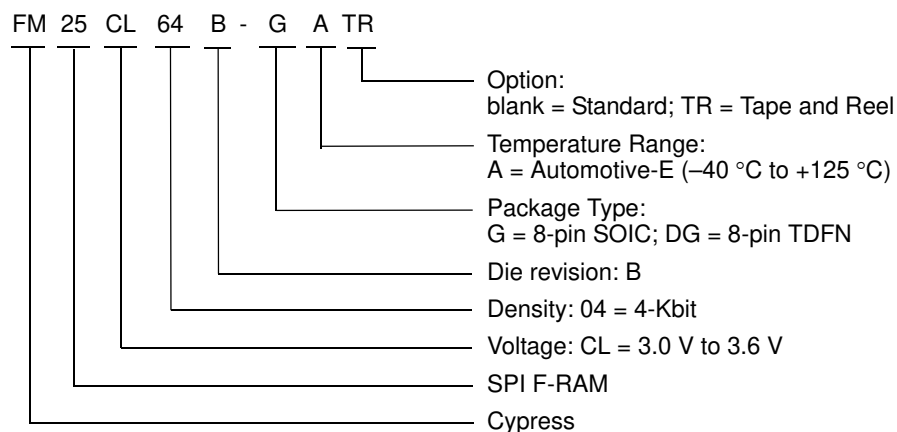 FM 25 CL 64 B - G A TR
Option:
blank = Standard; TR = Tape and Reel
Temperature Range:
A = Automotive-E (–40 °C to +125 °C)
Package Type:
G = 8-pin SOIC; DG = 8-pin TDFN
Die revision: B
Density: 04 = 4-Kbit
Voltage: CL = 3.0 V to 3.6 V
SPI F-RAM
Cypress